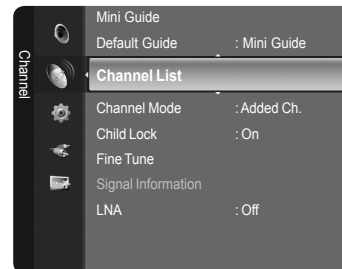 Channel
Mini Guide
Default Guide : Mini Guide
Channel List
Channel Mode : Added Ch.
Child Lock : On
Fine Tune
Signal Information
LNA : Off